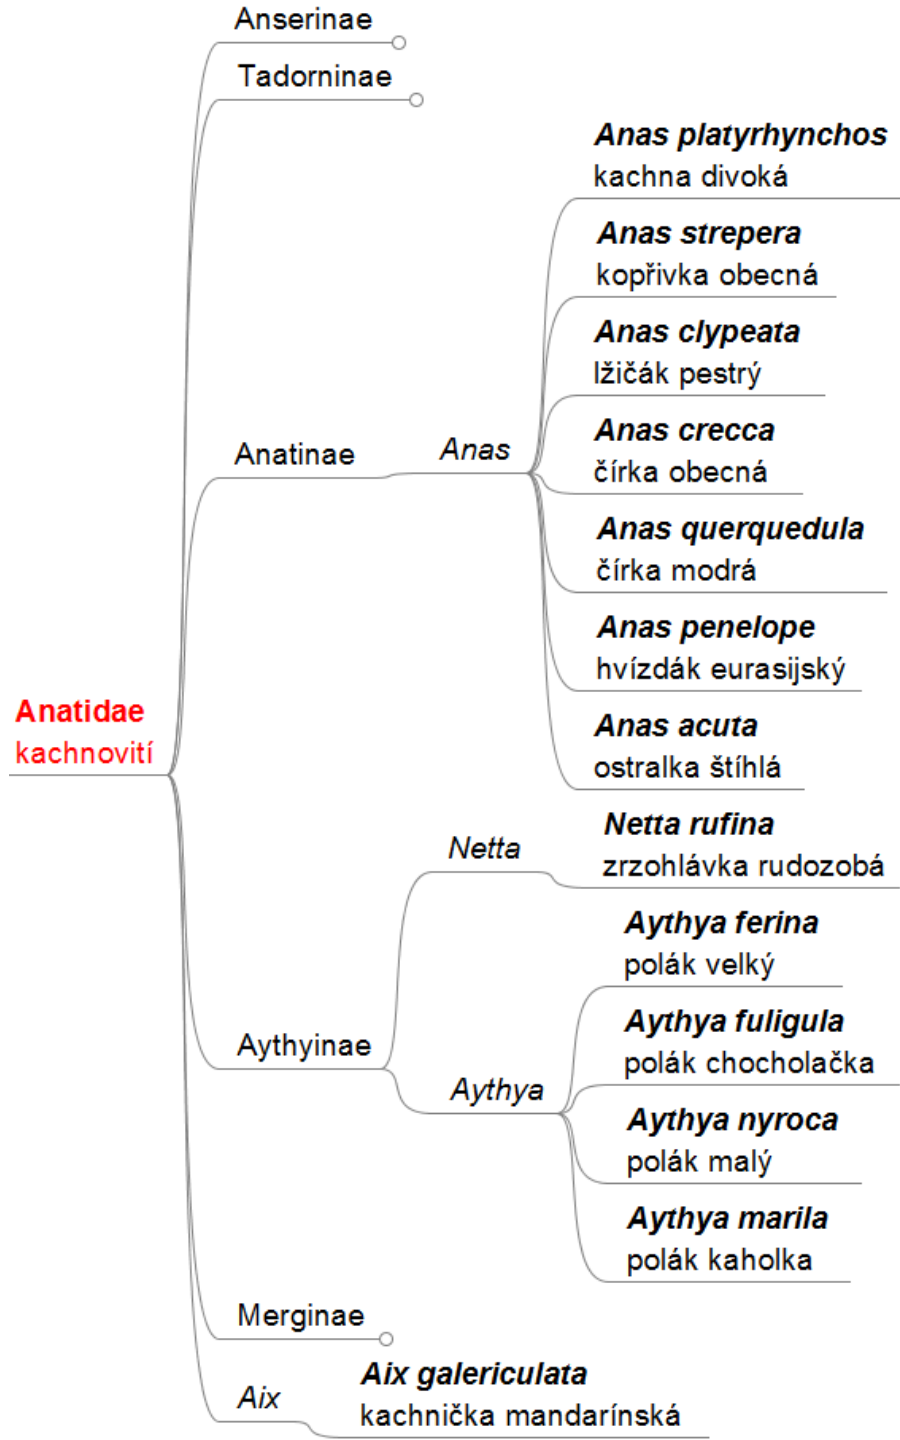 Anserinae
Tadorninae
Anas platyrhynchos
kachna divoká
Anas strepera
kopřivka obecná
Anas clypeata
lžičák pestrý
Anatinae
Anas
Anas crecca
čírka obecná
Anas querquedula
čírka modrá
Anas penelope
hvízdák eurasijský
Anatidae
kachnovití
Anas acuta
ostralka štíhlá
Netta
Netta rufina
zrzohlávka rudozobá
Aythya ferina
polák velký
Aythyinae
Aythya
Aythya fuligula
polák chocholačka
Aythya nyroca
polák malý
Aythya marila
polák kaholka
Merginae
Aix
Aix galericulata
kachnička mandarínská